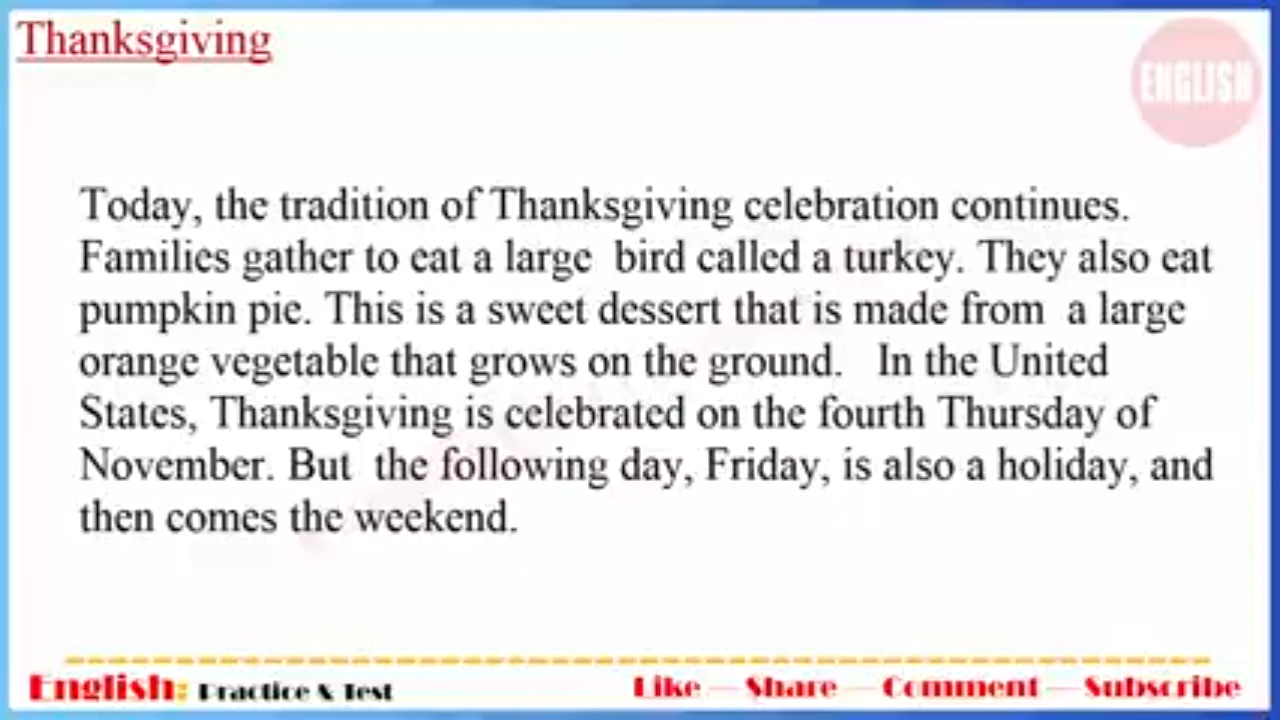 Thanksgiving
ENGLISH
Today, the tradition of Thanksgiving celebration continues.
Families gather to eat a large bird called a turkey. They also eat
pumpkin pie. This is a sweet dessert that is made from a large
orange vegetable that grows on the ground. In the United
States, Thanksgiving is celebrated on the fourth Thursday of
November. But the following day, Friday, is also a holiday, and
then comes the weekend.
English: Practice & Test
Like — Share — Comment — Subscribe